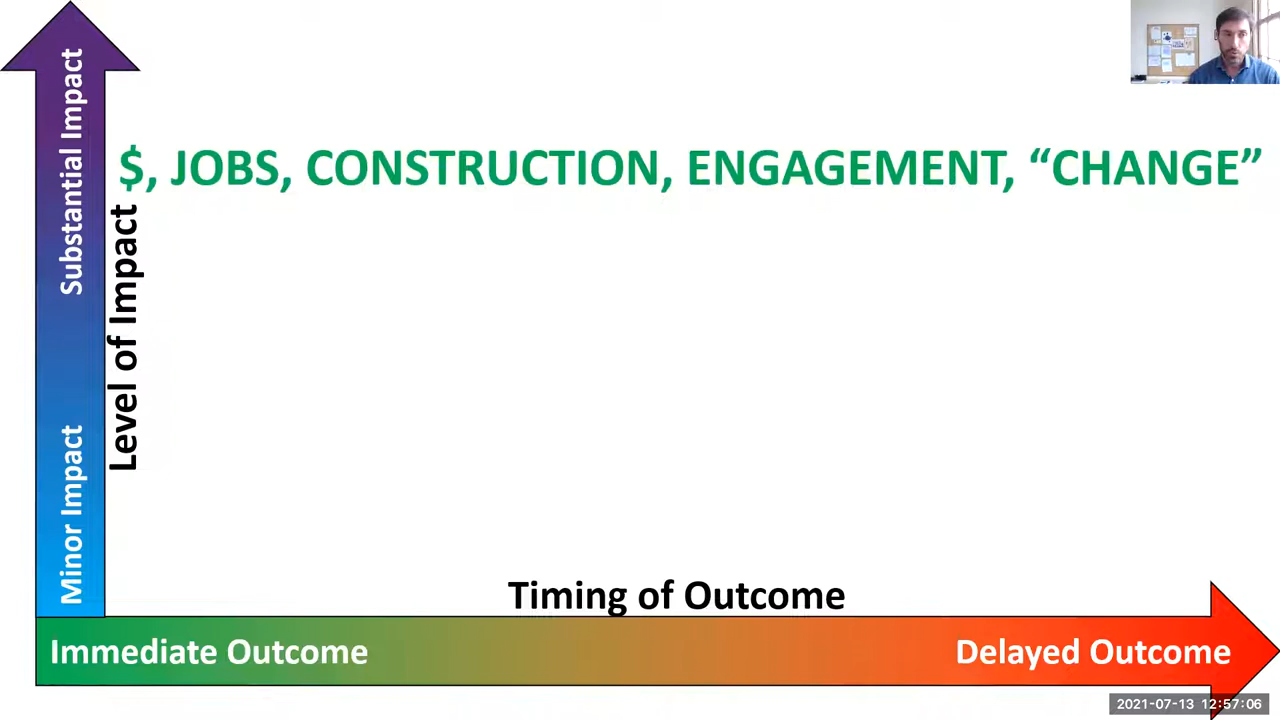 Substantial Impact
$, JOBS, CONSTRUCTION, ENGAGEMENT, “CHANGE”
Level of Impact
Minor Impact
Timing of Outcome
Immediate Outcome
Delayed Outcome
2021-07-13 12:57:06